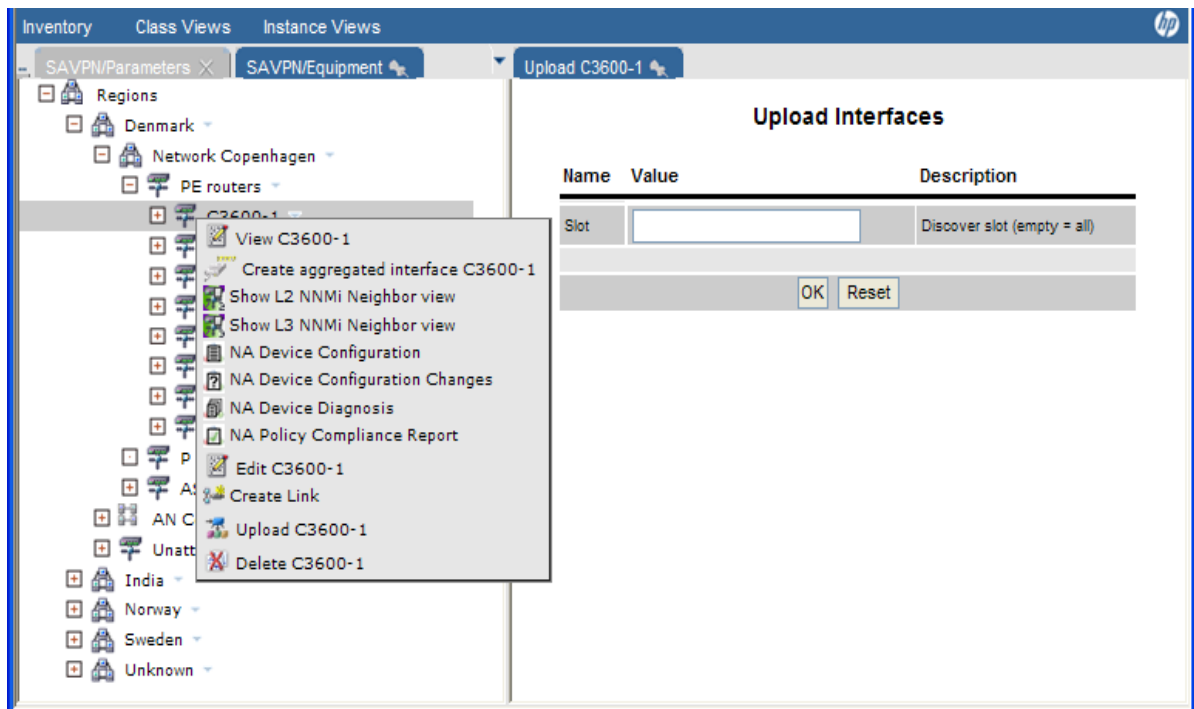 Inventory Class Views Instance Views hp
SAVPN/Parameters SAVPN/Equipment Upload C3600-1
Regions
Denmark
Network Copenhagen
PE routers
C3600-1
View C3600-1
Create aggregated interface C3600-1
Show L2 NNMi Neighbor view
Show L3 NNMi Neighbor view
NA Device Configuration
NA Device Configuration Changes
NA Device Diagnosis
NA Policy Compliance Report
P
Edit C3600-1
AS
Create Link
AN C
Upload C3600-1
Unatt
Delete C3600-1
India
Norway
Sweden
Unknown
Upload Interfaces
Name Value Description
Slot Discover slot (empty = all)
OK Reset